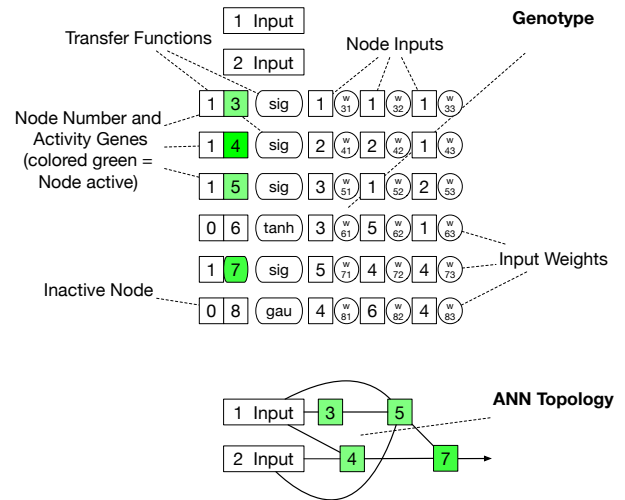 1 Input
Genotype
Transfer Functions
Node Inputs
2 Input
1 3 sig 1 w31 1 w32 1 w33
Node Number and
Activity Genes
(colored green =
Node active)
1 4 sig 2 w41 2 w42 1 w43
1 5 sig 3 w51 1 w52 2 w53
0 6 tanh 3 w61 5 w62 1 w63
Input Weights
1 7 sig 5 w71 4 w72 4 w73
Inactive Node
0 8 gau 4 w81 6 w82 4 w83
ANN Topology
1 Input 3 5
2 Input 4 7